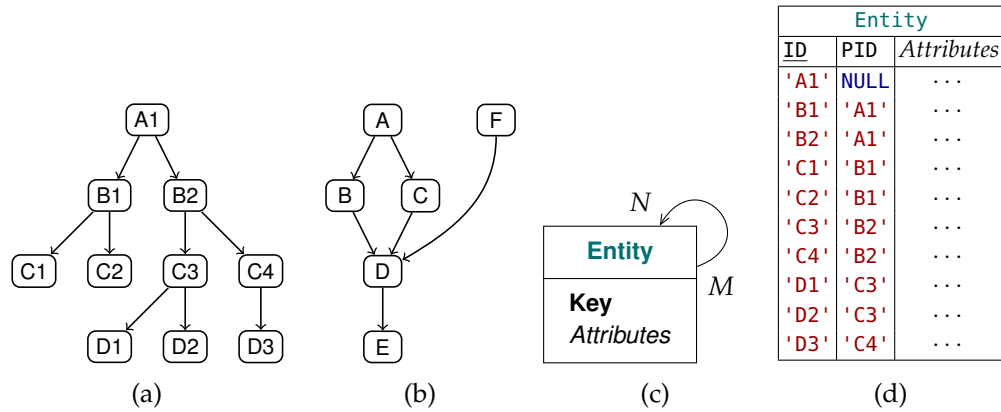 A1
B1 B2
C1 C2 C3 C4
D1 D2 D3
(a)
A F
B C
D
E
(b)
N
M
Entity
Key
Attributes
(c)
Entity
ID PID Attributes
'A1' NULL ...
'B1' 'A1' ...
'B2' 'A1' ...
'C1' 'B1' ...
'C2' 'B1' ...
'C3' 'B2' ...
'C4' 'B2' ...
'D1' 'C3' ...
'D2' 'C3' ...
'D3' 'C4' ...
(d)